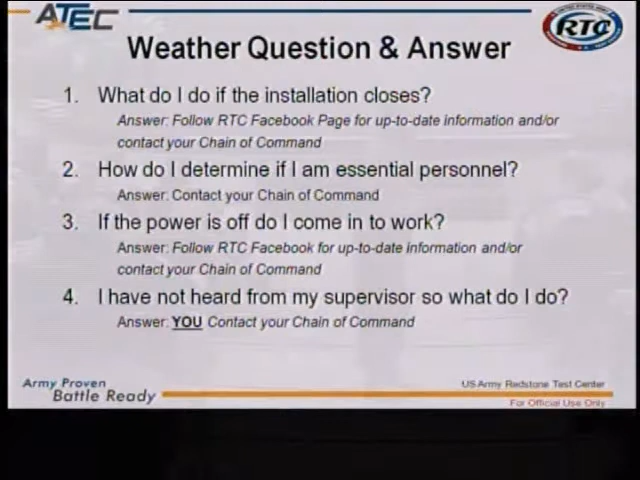 ATEC
RTC
Weather Question & Answer
1. What do I do if the installation closes?
Answer: Follow RTC Facebook Page for up-to-date information and/or
contact your Chain of Command
2. How do I determine if I am essential personnel?
Answer: Contact your Chain of Command
3. If the power is off do I come in to work?
Answer: Follow RTC Facebook for up-to-date information and/or
contact your Chain of Command
4. I have not heard from my supervisor so what do I do?
Answer: YOU Contact your Chain of Command
Army Proven
Battle Ready
US Army Redstone Test Center
For Official Use Only